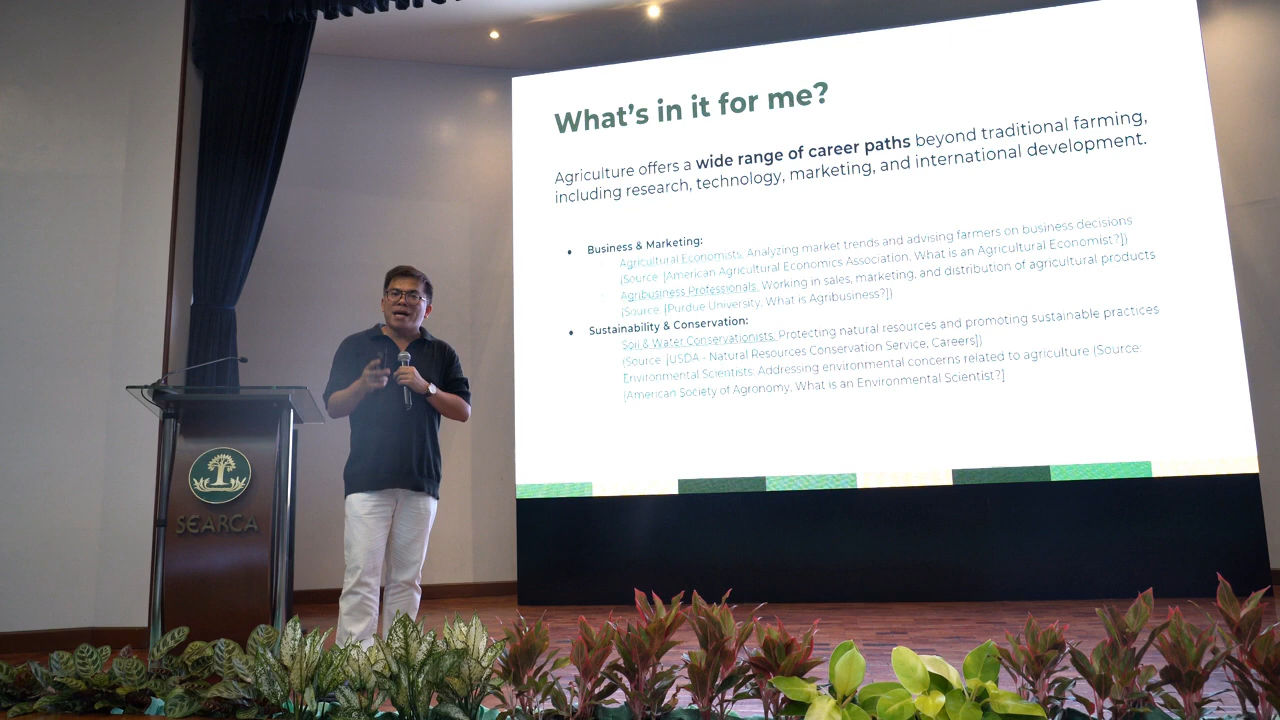 What's in it for me?
Agriculture offers a wide range of career paths beyond traditional farming,
including research, technology, marketing, and international development.
• Business & Marketing:
Agricultural Economists: Analyzing market trends and advising farmers on business decisions
(Source: [American Agricultural Economics Association, What is an Agricultural Economist?])
Agribusiness Professionals: Working in sales, marketing, and distribution of agricultural products
(Source: [Purdue University, What is Agribusiness?])
• Sustainability & Conservation:
Soil & Water Conservationists: Protecting natural resources and promoting sustainable practices
(Source: [USDA - Natural Resources Conservation Service, Careers])
Environmental Scientists: Addressing environmental concerns related to agriculture (Source:
[American Society of Agronomy, What is an Environmental Scientist?]
SEARCA